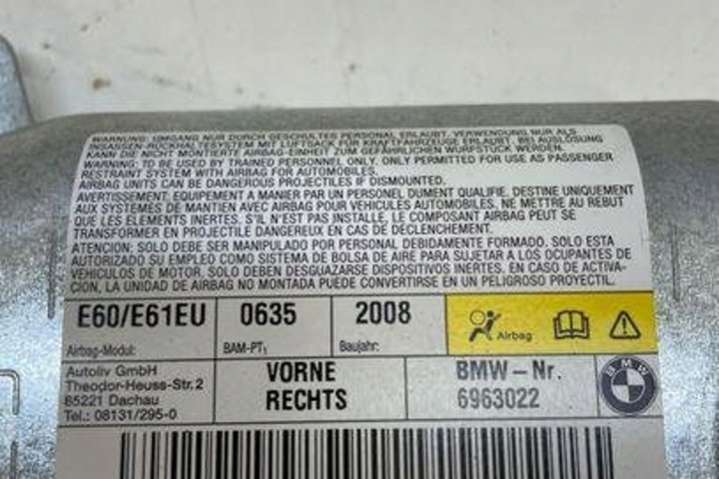 WARNUNG: UMGANG NUR DURCH GESCHULTES PERSONAL ERLAUBT. VERWENDUNG NUR ALS
INSASSEN-RÜCKHALTESYSTEM MIT LUFTSACK FÜR KRAFTFAHRZEUGE ERLAUBT. BEI AUSLÖSUNG
KANN DIE NICHT MONTIERTE AIRBAG-EINHEIT ZUM GEFÄHRLICHEN WURFSTÜCK WERDEN.
WARNING: TO BE USED BY TRAINED PERSONNEL ONLY. ONLY PERMITTED FOR USE AS PASSENGER
RESTRAINT SYSTEM WITH AIRBAG FOR AUTOMOBILES.
AIRBAG UNITS CAN BE DANGEROUS PROJECTILES IF DISMOUNTED.
AVERTISSEMENT: EQUIPEMENT A MANIER PAR UN PERSONEL DUMENT QUALIFIE. DESTINE UNIQUEMENT
AUX SYSTEMES DE MANTIEN AVEC AIRBAG POUR VEHICULES AUTOMOBILES. NE METTRE AU REBUT
QUE LES ELEMENTS INERTES. S'IL N'EST PAS INSTALLE, LE COMPOSANT AIRBAG PEUT SE
TRANSFORMER EN PROJECTILE DANGEREUX EN CAS DE DECLENCHEMENT.
ATENCION: SOLO DEBE SER MANIPULADO POR PERSONAL DEBIDAMENTE FORMADO. SOLO ESTA
AUTORIZADO SU EMPLEO COMO SISTEMA DE BOLSA DE AIRE PARA SUJETAR A LOS OCUPANTES DE
VEHICULOS DE MOTOR. SOLO DEBEN DESGUAZARSE DISPOSITIVOS INERTES. EN CASO DE ACTIVA-
CION, LA UNIDAD DE AIRBAG NO MONTADA PUEDE CONVERTIRSE EN UN PELIGROSO PROYECTIL.
E60/E61EU 0635 2008
Airbag
Airbag-Modul: BAM-PT1 Baujahr:
Autoliv GmbH
Theodor-Heuss-Str. 2
85221 Dachau
Tel.: 08131/295-0
VORNE
RECHTS
BMW-Nr.
6963022
BMW